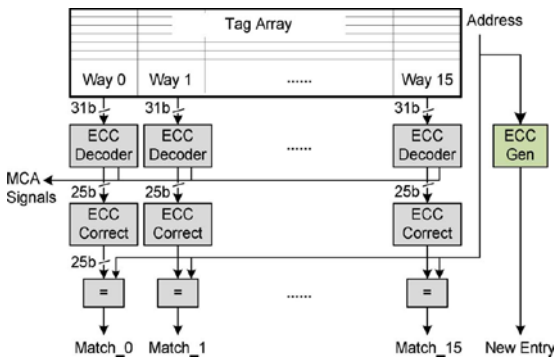 Tag Array
Address
Way 0 Way 1 ...... Way 15
31b 31b 31b
ECC Decoder
ECC Decoder
......
ECC Decoder
ECC Gen
MCA Signals
25b 25b 25b
ECC Correct
ECC Correct
ECC Correct
25b
= = ...... =
Match_0 Match_1 Match_15 New Entry